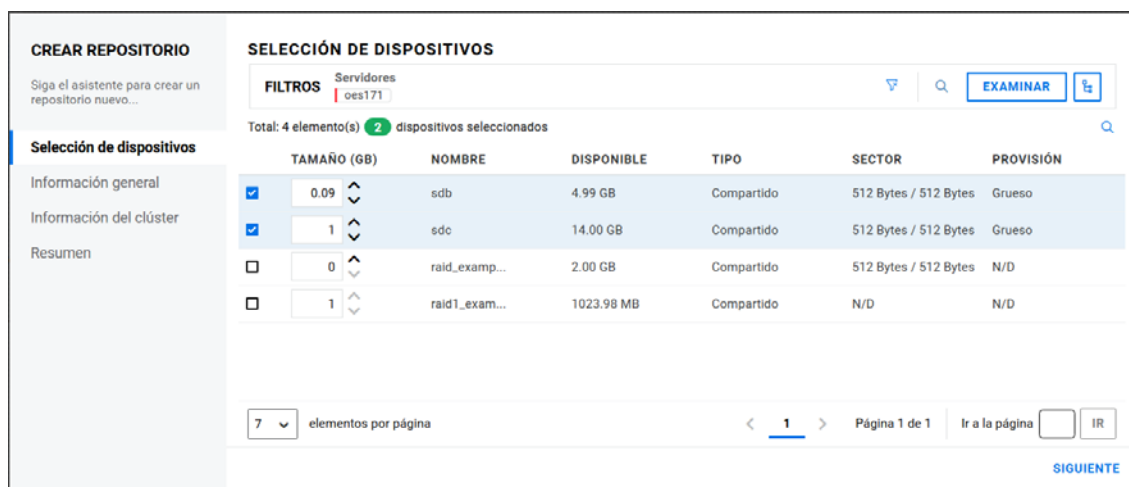 CREAR REPOSITORIO
Siga el asistente para crear un
repositorio nuevo...
Selección de dispositivos
Información general
Información del clúster
Resumen
SELECCIÓN DE DISPOSITIVOS
FILTROS
Servidores
oes171
EXAMINAR
Total: 4 elemento(s) 2 dispositivos seleccionados
TAMAÑO (GB) NOMBRE DISPONIBLE TIPO SECTOR PROVISIÓN
0.09 sdb 4.99 GB Compartido 512 Bytes / 512 Bytes Grueso
1 sdc 14.00 GB Compartido 512 Bytes / 512 Bytes Grueso
0 raid_examp... 2.00 GB Compartido 512 Bytes / 512 Bytes N/D
1 raid1_exam... 1023.98 MB Compartido N/D N/D
7 elementos por página < 1 > Página 1 de 1 Ir a la página IR
SIGUIENTE